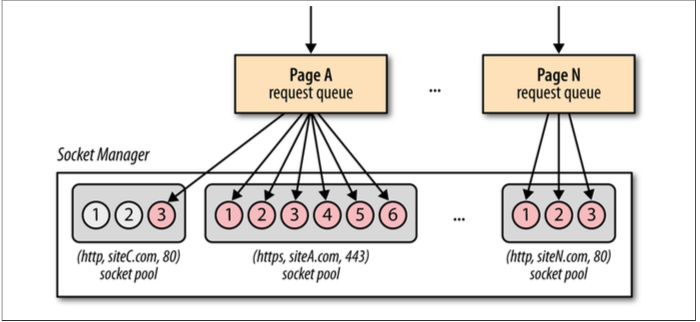 Page A
request queue
...
Page N
request queue
Socket Manager
1 2 3
1 2 3 4 5 6
...
1 2 3
(http, siteC.com, 80)
socket pool
(https, siteA.com, 443)
socket pool
(http, siteN.com, 80)
socket pool